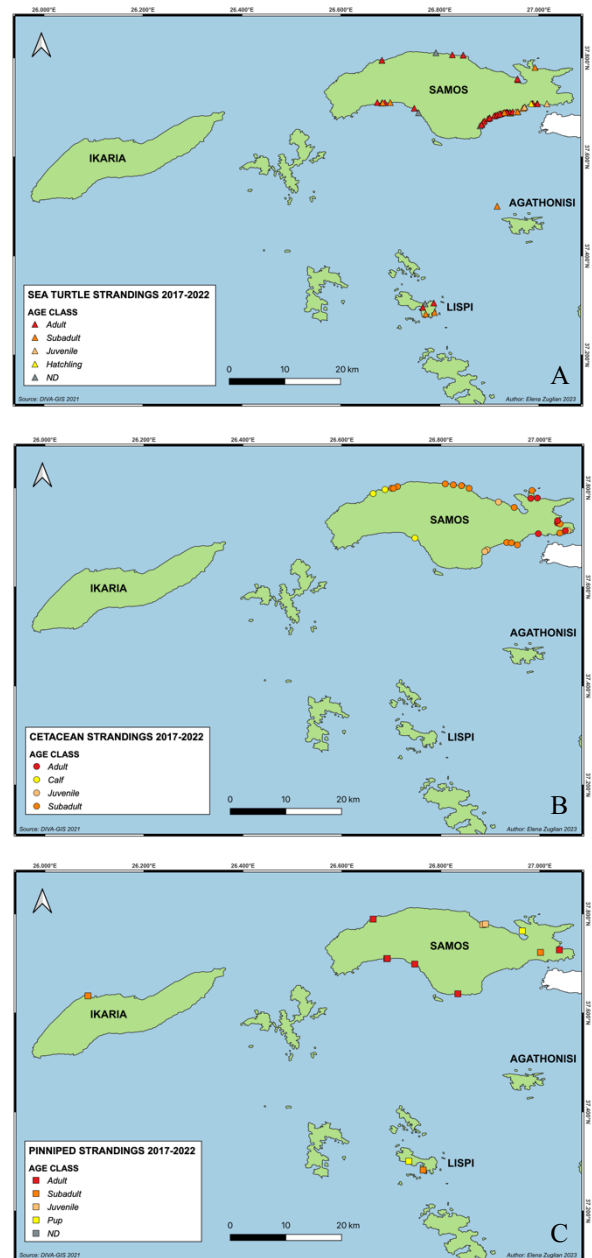 26.000°E 26.200°E 26.400°E 26.600°E 26.800°E 27.000°E
37.800°N
SAMOS
IKARIA
37.600°N
AGATHONISI
37.400°N
SEA TURTLE STRANDINGS 2017-2022
AGE CLASS
Adult
Subadult
Juvenile
Hatchling
ND
LISPI
37.200°N
0 10 20 km
A
Source: DIVA-GIS 2021
Author: Elena Zuglian 2023
26.000°E 26.200°E 26.400°E 26.600°E 26.800°E 27.000°E
37.800°N
SAMOS
IKARIA
37.600°N
AGATHONISI
37.400°N
CETACEAN STRANDINGS 2017-2022
AGE CLASS
Adult
Calf
Juvenile
Subadult
LISPI
37.200°N
0 10 20 km
B
Source: DIVA-GIS 2021
Author: Elena Zuglian 2023
26.000°E 26.200°E 26.400°E 26.600°E 26.800°E 27.000°E
37.800°N
SAMOS
IKARIA
37.600°N
AGATHONISI
37.400°N
PINNIPED STRANDINGS 2017-2022
AGE CLASS
Adult
Subadult
Juvenile
Pup
ND
LISPI
37.200°N
0 10 20 km
C
Source: DIVA-GIS 2021
Author: Elena Zuglian 2023